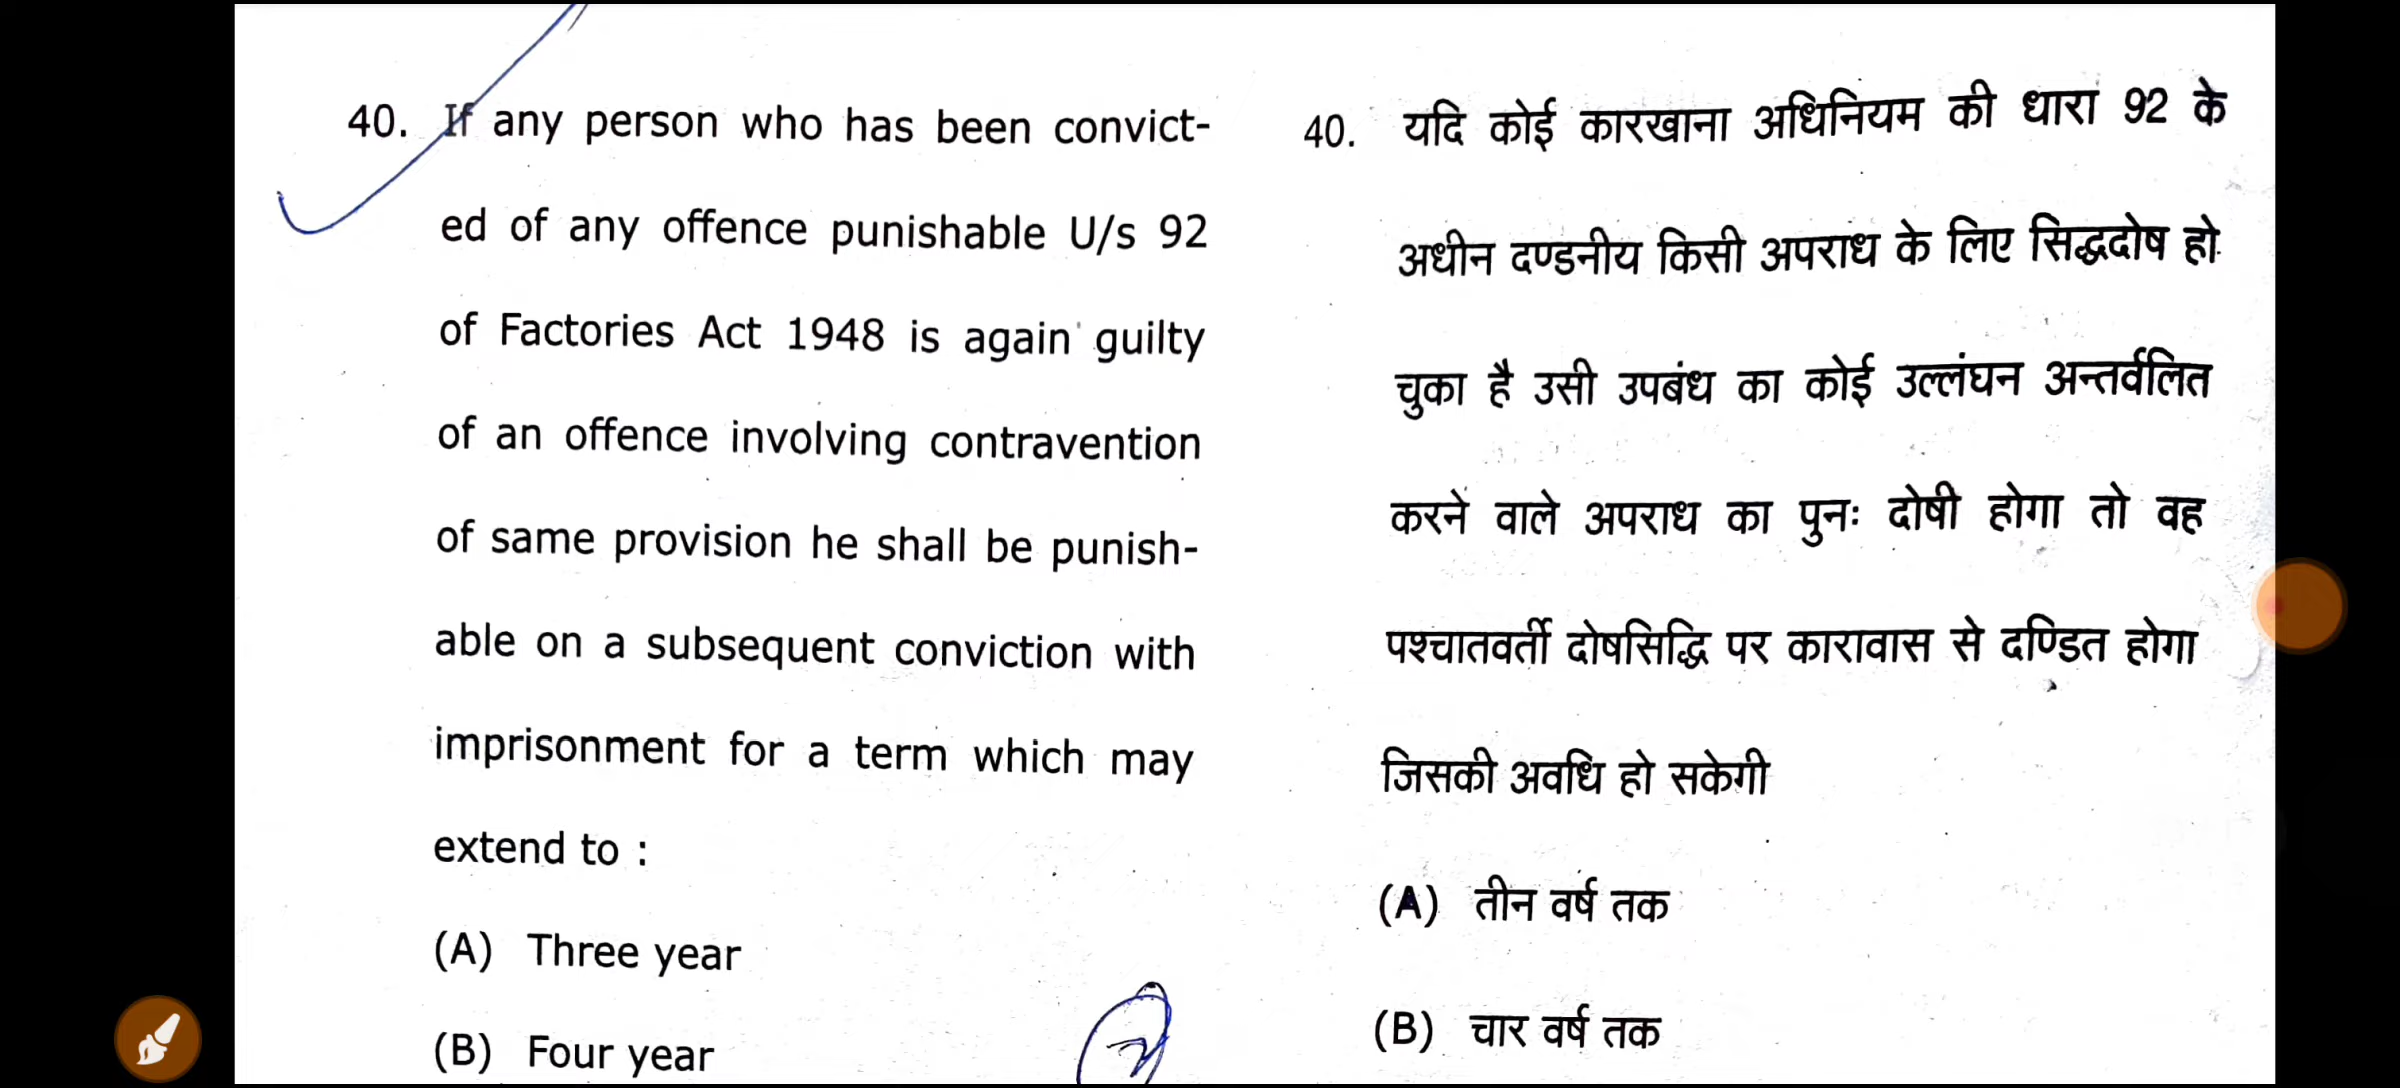 40. If any person who has been convict-
ed of any offence punishable U/s 92
of Factories Act 1948 is again guilty
of an offence involving contravention
of same provision he shall be punish-
able on a subsequent conviction with
imprisonment for a term which may
extend to :
(A) Three year
(B) Four year
40. यदि कोई कारखाना अधिनियम की धारा 92 के
अधीन दण्डनीय किसी अपराध के लिए सिद्धदोष हो
चुका है उसी उपबंध का कोई उल्लंघन अन्तर्वलित
करने वाले अपराध का पुनः दोषी होगा तो वह
पश्चातवर्ती दोषसिद्धि पर कारावास से दण्डित होगा
जिसकी अवधि हो सकेगी
(A) तीन वर्ष तक
(B) चार वर्ष तक